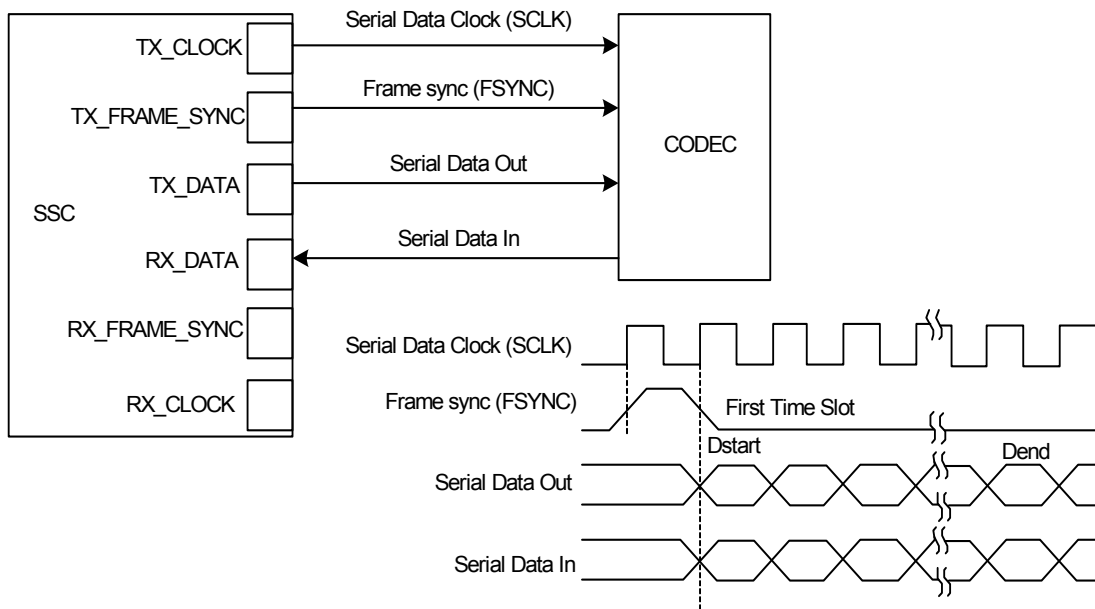 Serial Data Clock (SCLK)
TX_CLOCK
Frame sync (FSYNC)
TX_FRAME_SYNC
CODEC
Serial Data Out
TX_DATA
SSC
Serial Data In
RX_DATA
RX_FRAME_SYNC
RX_CLOCK
Serial Data Clock (SCLK)
Frame sync (FSYNC)
First Time Slot
Dstart
Dend
Serial Data Out
Serial Data In